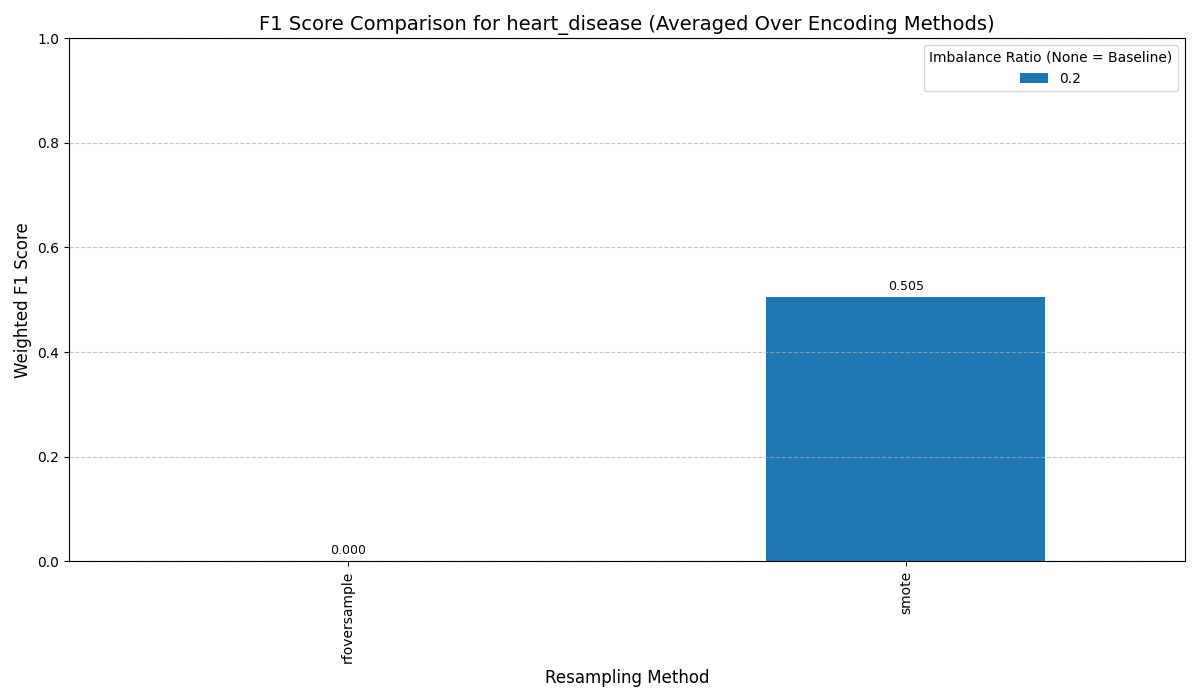 F1 Score Comparison for heart_disease (Averaged Over Encoding Methods)
Imbalance Ratio (None = Baseline)
0.2
Weighted F1 Score
1.0
0.8
0.6
0.4
0.2
0.0
0.000
0.505
rfoversample
smote
Resampling Method